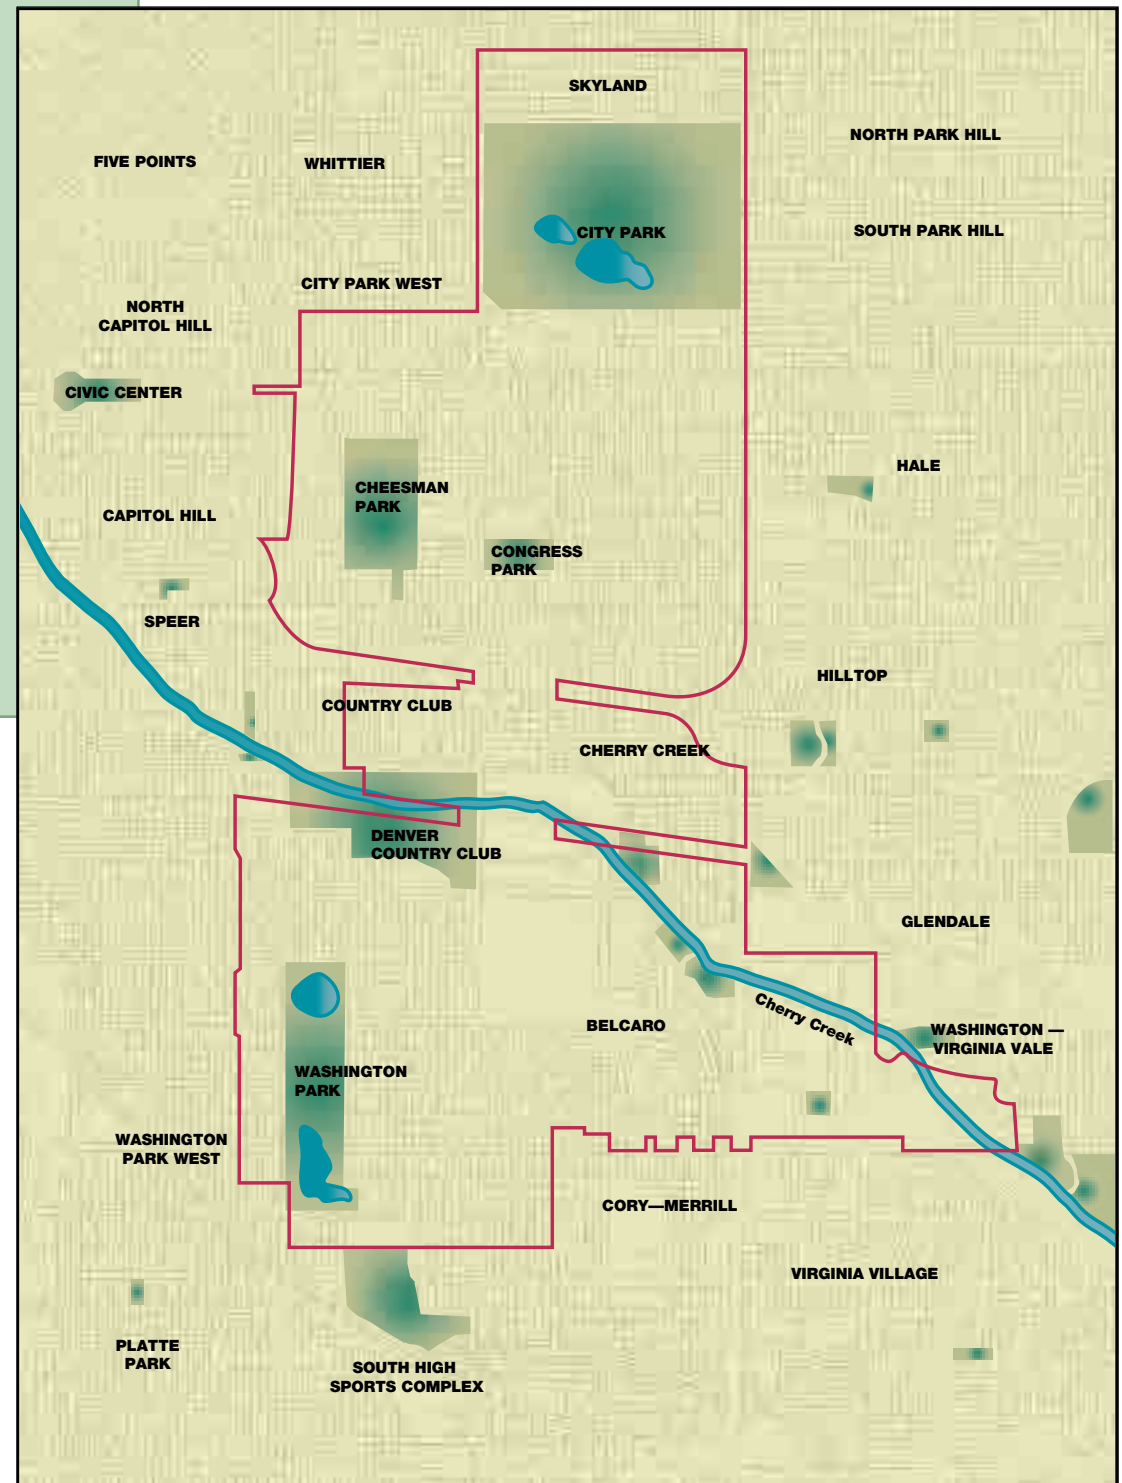 SKYLAND
NORTH PARK HILL
FIVE POINTS
WHITTIER
CITY PARK
SOUTH PARK HILL
CITY PARK WEST
NORTH
CAPITOL HILL
CIVIC CENTER
HALE
CHEESMAN
PARK
CAPITOL HILL
CONGRESS
PARK
SPEER
HILLTOP
COUNTRY CLUB
CHERRY CREEK
DENVER
COUNTRY CLUB
GLENDALE
Cherry Creek
BELCARO
WASHINGTON —
VIRGINIA VALE
WASHINGTON
PARK
WASHINGTON
PARK WEST
CORY—MERRILL
VIRGINIA VILLAGE
PLATTE
PARK
SOUTH HIGH
SPORTS COMPLEX